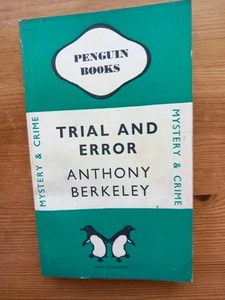 PENGUIN
BOOKS
MYSTERY & CRIME
TRIAL AND
ERROR
ANTHONY
BERKELEY
MYSTERY & CRIME